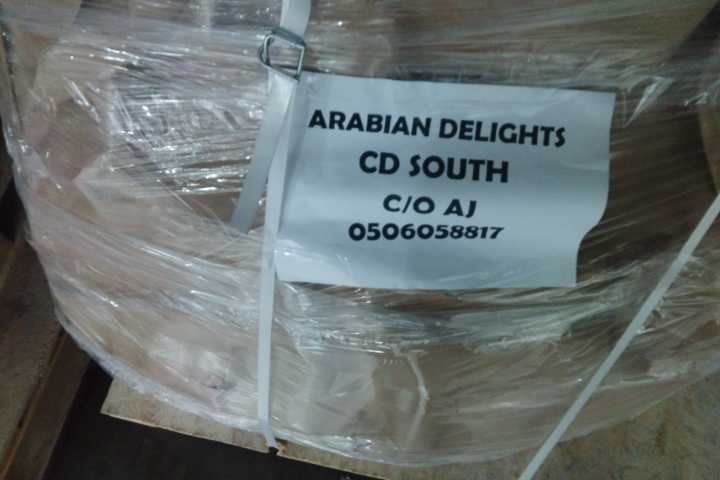 ARABIAN DELIGHTS
CD SOUTH
C/O AJ
0506058817